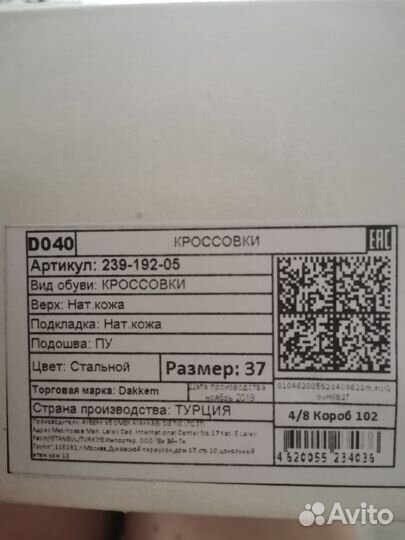 D040
КРОССОВКИ
EAC
Артикул: 239-192-05
Вид обуви: КРОССОВКИ
Верх: Нат.кожа
Подкладка: Нат.кожа
Подошва: ПУ
Цвет: Стальной
Размер: 37
Торговая марка: Dakkem
Дата производства
ноябрь 2019
Страна производства: ТУРЦИЯ
4/8 Короб 102
4 620055 234036
Avito